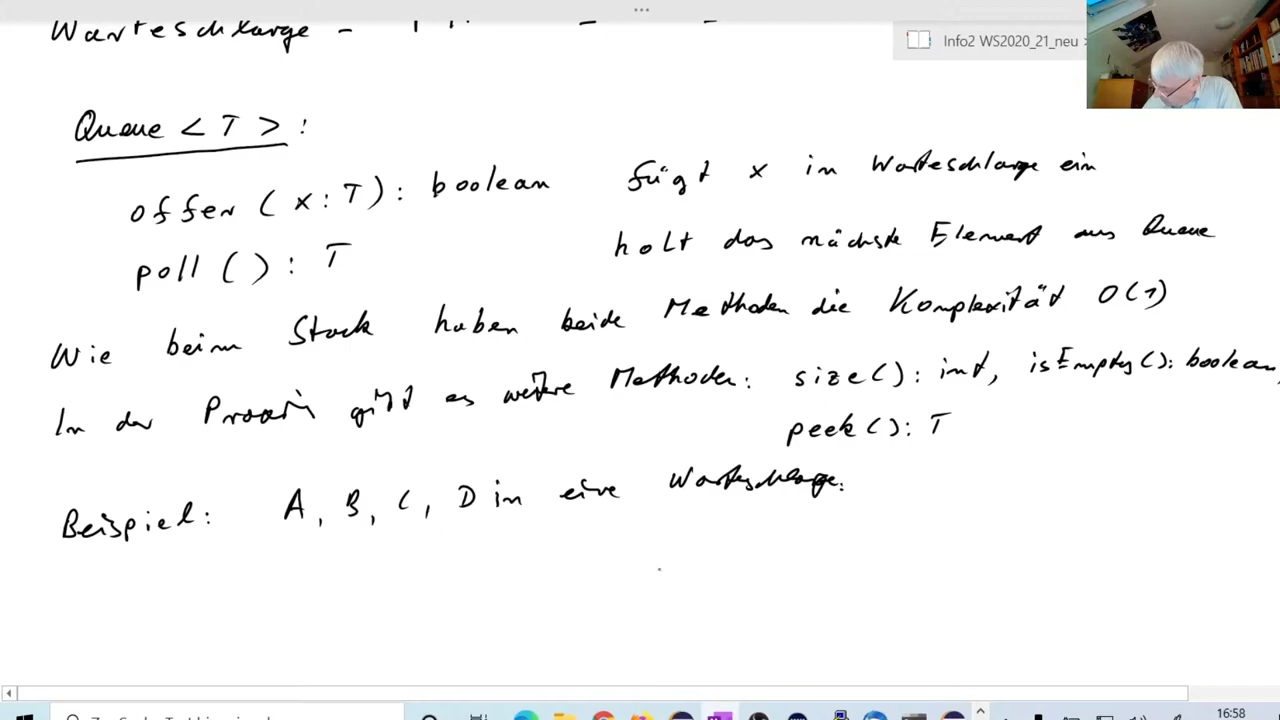 Warteschlange -
Info2 WS2020_21_neu >
Queue < T > :
offer ( x : T ) : boolean fügt x in Warteschlange ein
poll ( ) : T holt das nächste Element aus Queue
Wie beim Stack haben beide Methoden die Komplexität O(1)
In der Praxis gibt es weitere Methoden: size() : int, isEmpty() : boolean,
peek () : T
Beispiel: A, B, C, D in eine Warteschlange:
16:58